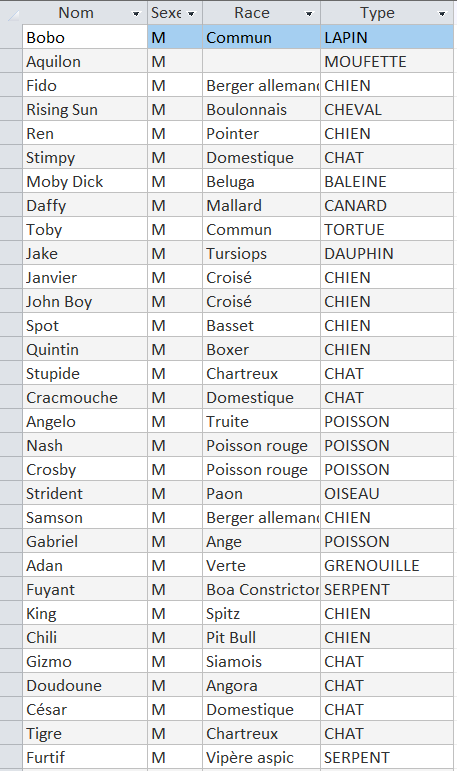 Nom Sexe Race Type
Bobo M Commun LAPIN
Aquilon M MOUFETTE
Fido M Berger allemand CHIEN
Rising Sun M Boulonnais CHEVAL
Ren M Pointer CHIEN
Stimpy M Domestique CHAT
Moby Dick M Beluga BALEINE
Daffy M Mallard CANARD
Toby M Commun TORTUE
Jake M Tursiops DAUPHIN
Janvier M Croisé CHIEN
John Boy M Croisé CHIEN
Spot M Basset CHIEN
Quintin M Boxer CHIEN
Stupide M Chartreux CHAT
Cracmouche M Domestique CHAT
Angelo M Truite POISSON
Nash M Poisson rouge POISSON
Crosby M Poisson rouge POISSON
Strident M Paon OISEAU
Samson M Berger allemand CHIEN
Gabriel M Ange POISSON
Adan M Verte GRENOUILLE
Fuyant M Boa Constrictor SERPENT
King M Spitz CHIEN
Chili M Pit Bull CHIEN
Gizmo M Siamois CHAT
Doudoune M Angora CHAT
César M Domestique CHAT
Tigre M Chartreux CHAT
Furtif M Vipère aspic SERPENT